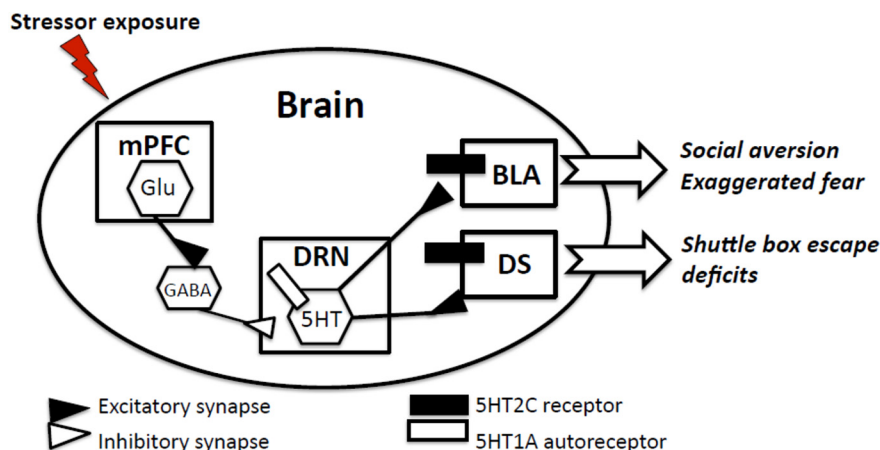 Stressor exposure
Brain
mPFC
Glu
GABA
DRN
5HT
BLA
DS
Social aversion
Exaggerated fear
Shuttle box escape
deficits
Excitatory synapse
Inhibitory synapse
5HT2C receptor
5HT1A autoreceptor